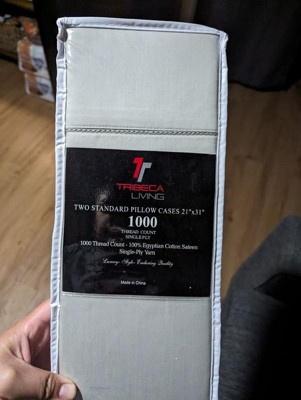 TRIBECA
LIVING
TWO STANDARD PILLOW CASES 21"x31"
1000
THREAD COUNT
SINGLE PLY
1000 Thread Count - 100% Egyptian Cotton Sateen
Single-Ply Yarn
Luxury - Style - Enduring Quality
Made in China